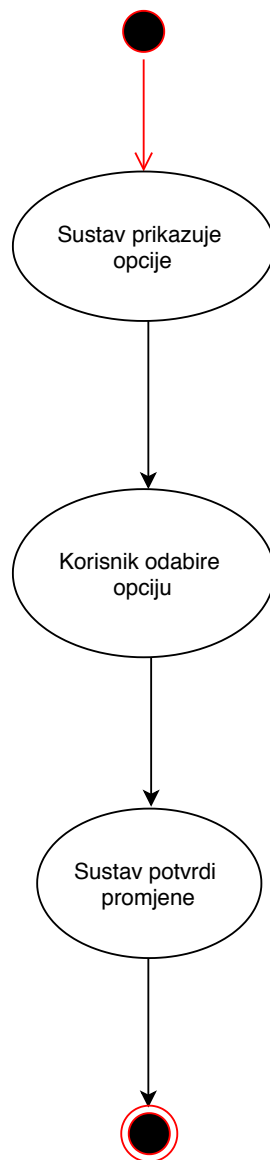 Sustav prikazuje
opcije
Korisnik odabire
opciju
Sustav potvrdi
promjene